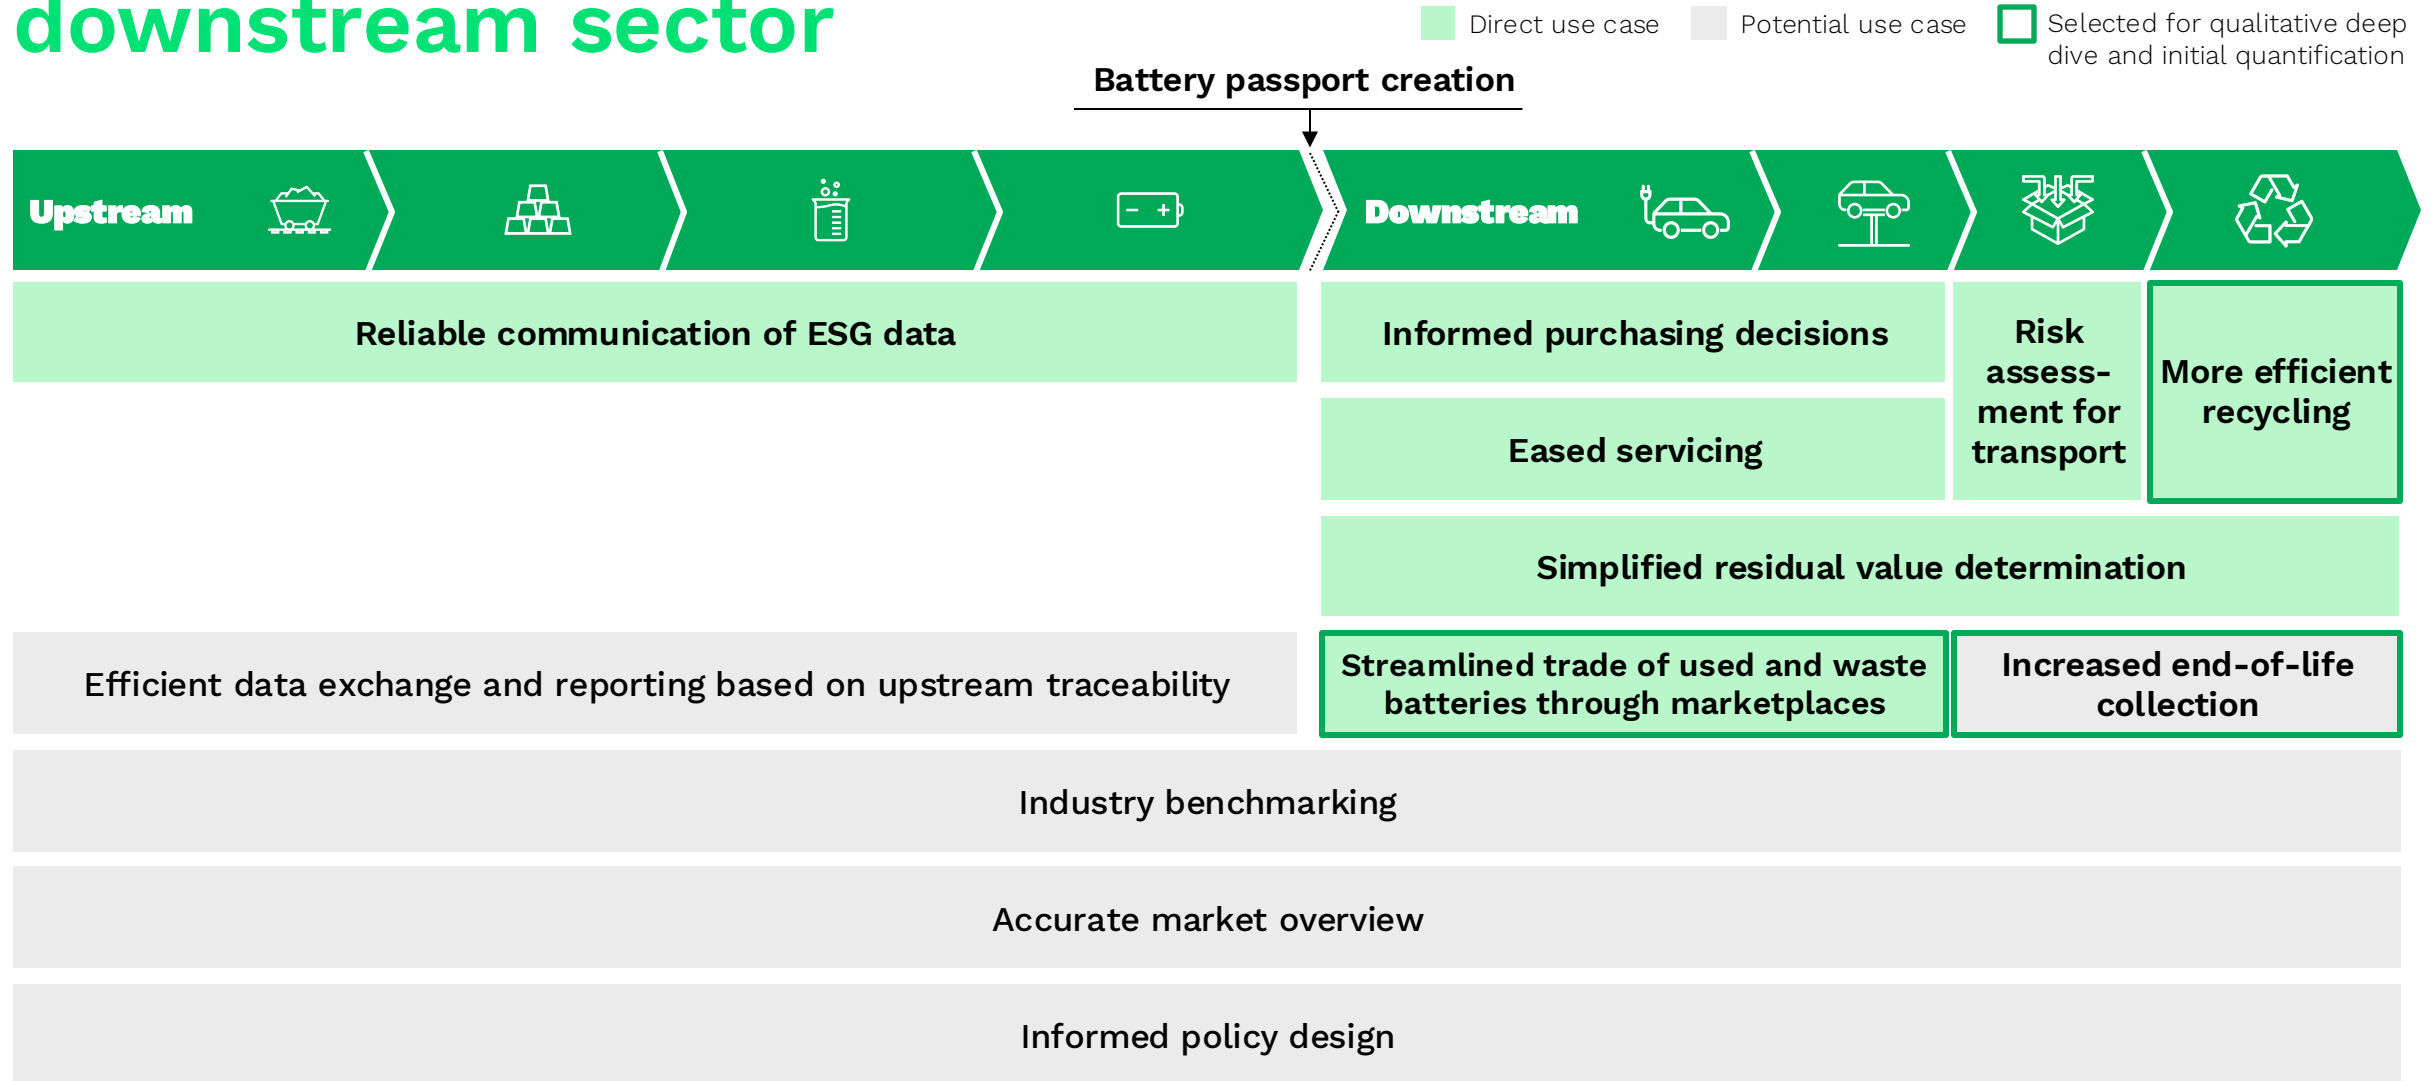 downstream sector
Direct use case
Potential use case
Selected for qualitative deep
dive and initial quantification
Battery passport creation
Upstream
Downstream
Reliable communication of ESG data
Informed purchasing decisions
Risk
assess-
ment for
transport
More efficient
recycling
Eased servicing
Simplified residual value determination
Efficient data exchange and reporting based on upstream traceability
Streamlined trade of used and waste
batteries through marketplaces
Increased end-of-life
collection
Industry benchmarking
Accurate market overview
Informed policy design